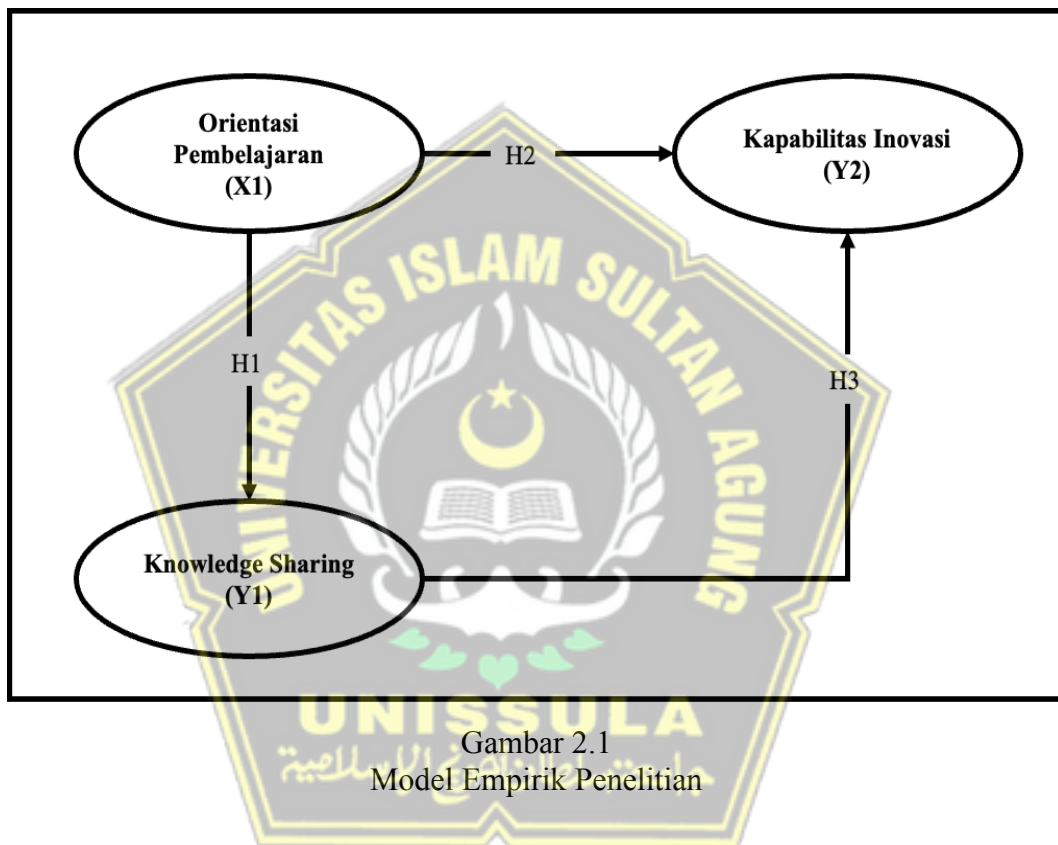 Orientasi
Pembelajaran
(X1)
Kapabilitas Inovasi
(Y2)
H2
H1
H3
Knowledge Sharing
(Y1)
UNIVERSITAS ISLAM SULTAN AGUNG
UNISSULA
جامعة سلطان أجونج الإسلامية
Gambar 2.1
Model Empirik Penelitian